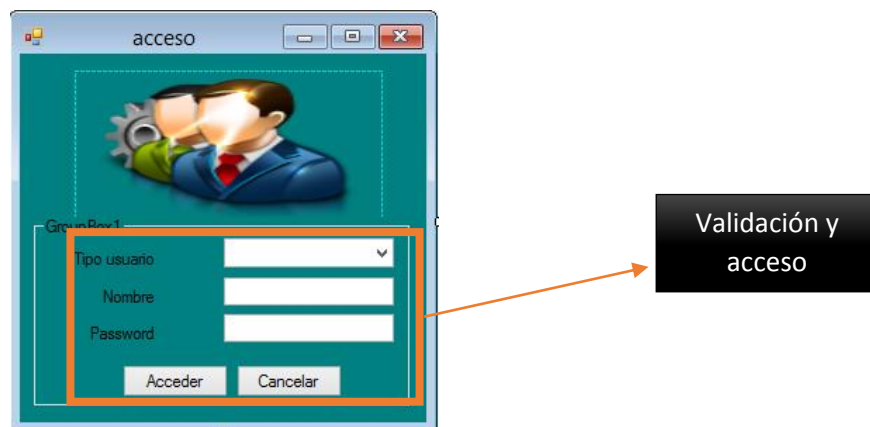 acceso
GroupBox1
Tipo usuario
Nombre
Password
Acceder
Cancelar
Validación y
acceso